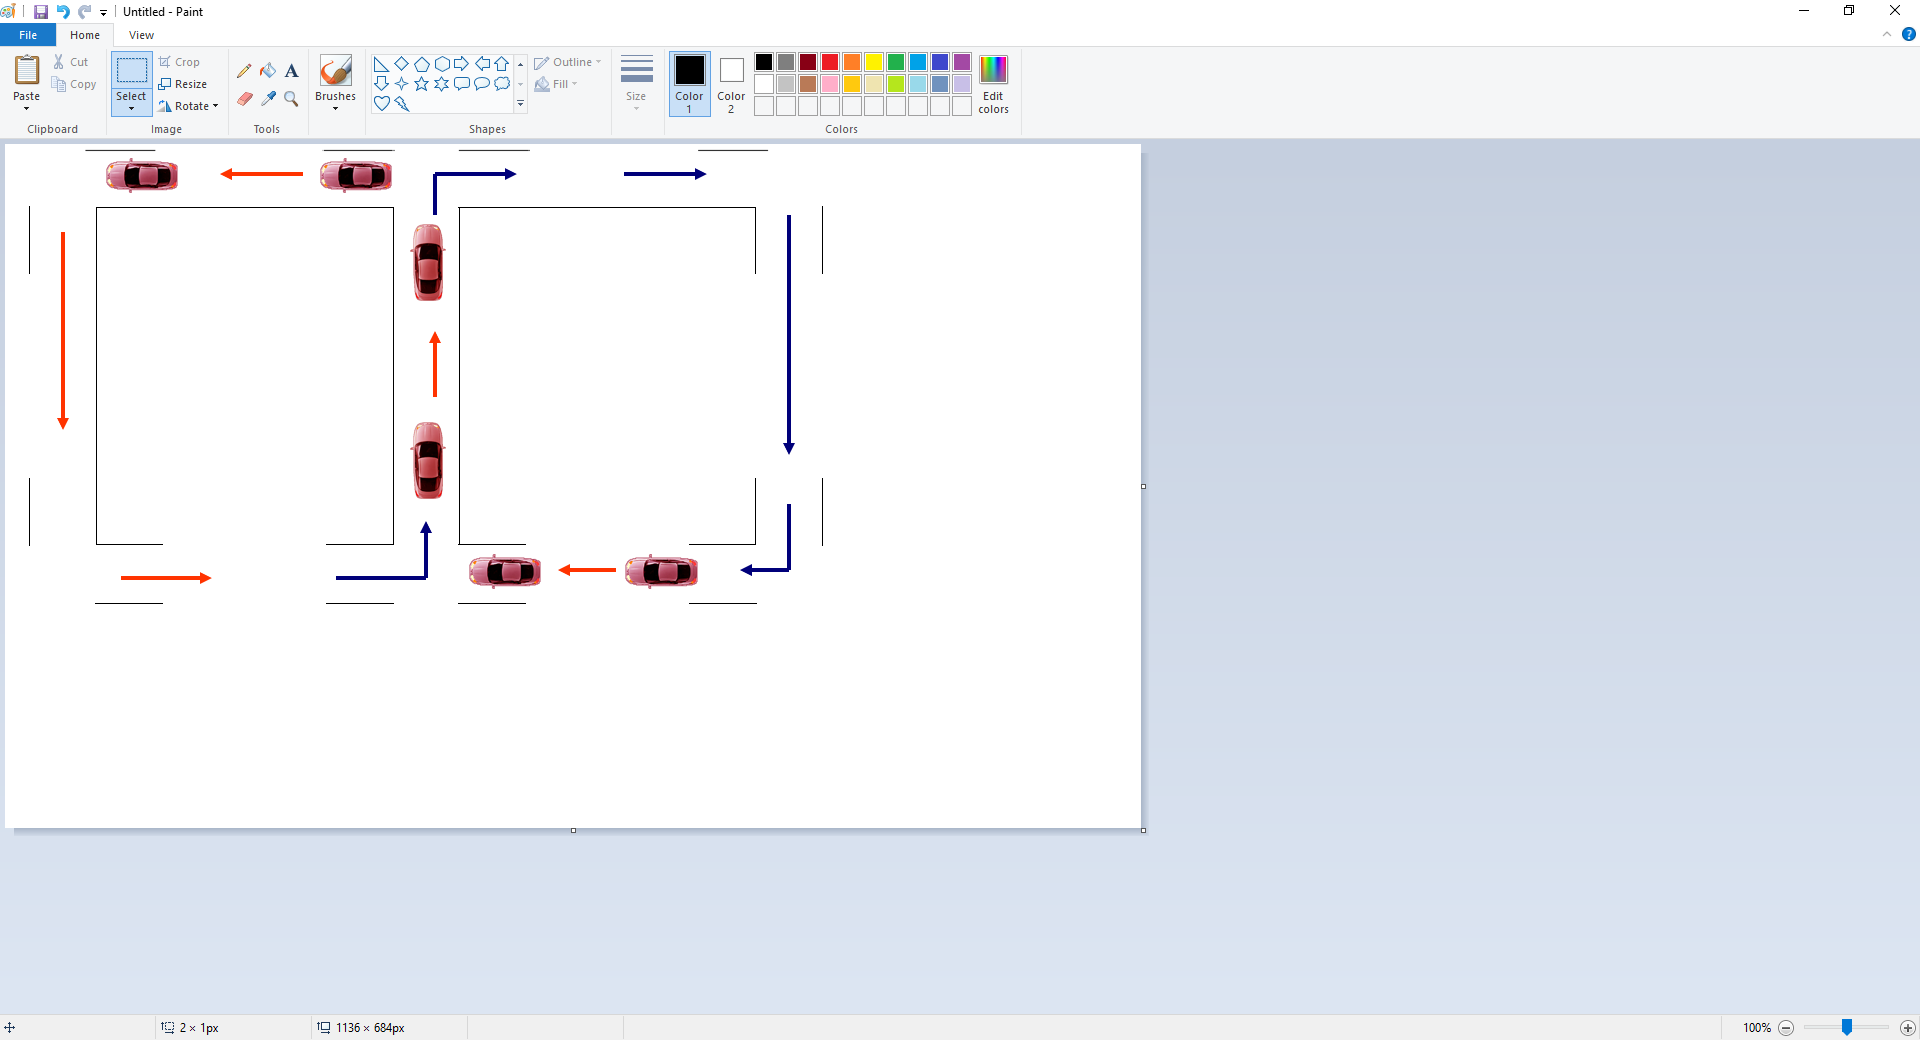 Untitled - Paint
File Home View
Paste
Cut
Copy
Clipboard
Select
Crop
Resize
Rotate
Image
A
Tools
Brushes
Shapes
Outline
Fill
Size
Color 1
Color 2
Edit colors
Colors
2 × 1px
1136 × 684px
100%